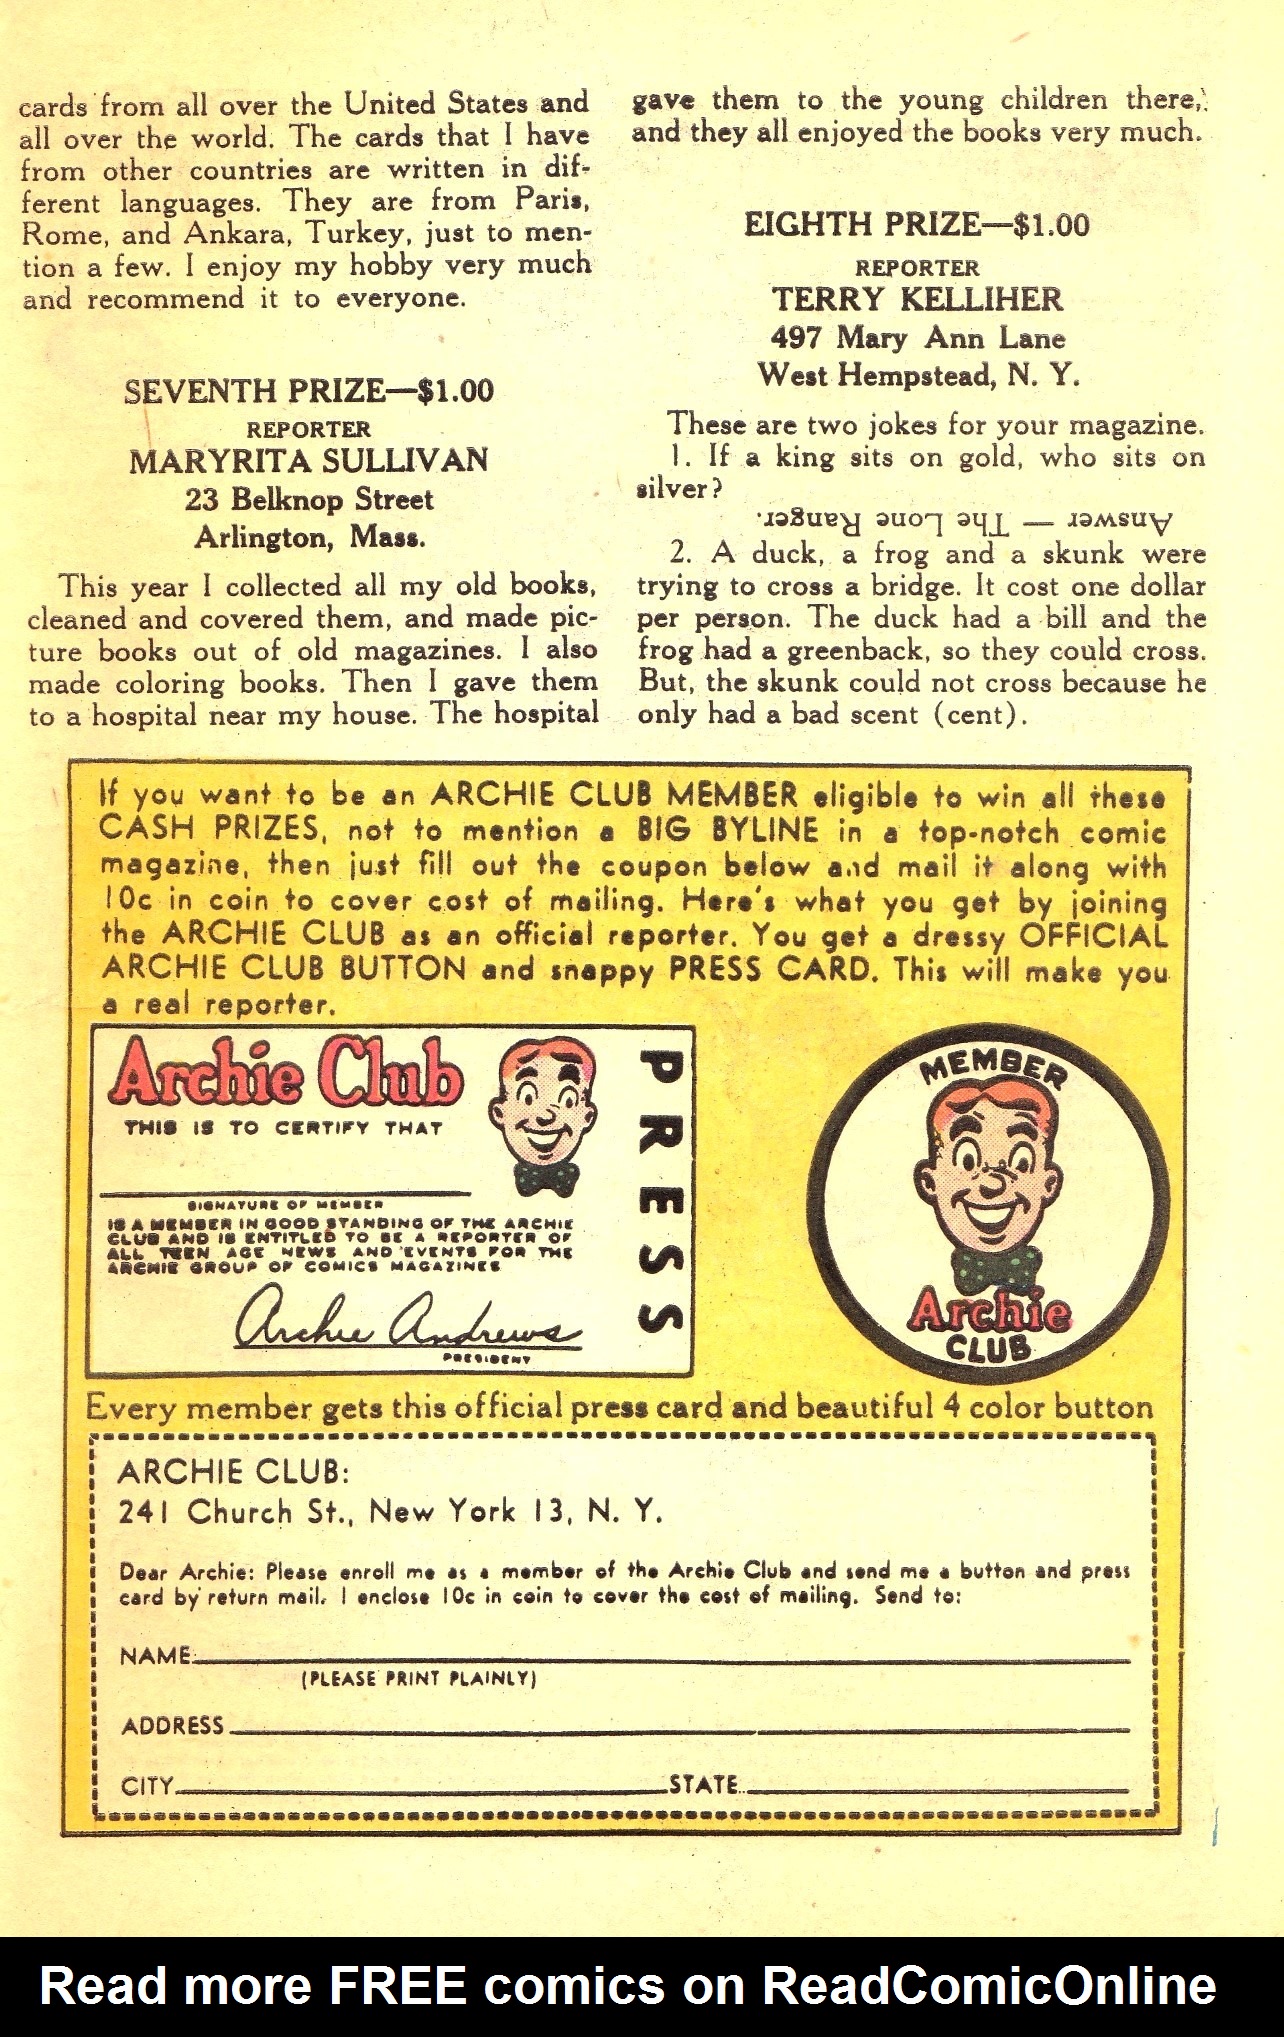 cards from all over the United States and
all over the world. The cards that I have
from other countries are written in dif-
ferent languages. They are from Paris,
Rome, and Ankara, Turkey, just to men-
tion a few. I enjoy my hobby very much
and recommend it to everyone.
SEVENTH PRIZE—$1.00
REPORTER
MARYRITA SULLIVAN
23 Belknop Street
Arlington, Mass.
This year I collected all my old books,
cleaned and covered them, and made pic-
ture books out of old magazines. I also
made coloring books. Then I gave them
to a hospital near my house. The hospital
gave them to the young children there,
and they all enjoyed the books very much.
EIGHTH PRIZE—$1.00
REPORTER
TERRY KELLIHER
497 Mary Ann Lane
West Hempstead, N. Y.
These are two jokes for your magazine.
1. If a king sits on gold, who sits on
silver?
Answer — The Lone Ranger.
2. A duck, a frog and a skunk were
trying to cross a bridge. It cost one dollar
per person. The duck had a bill and the
frog had a greenback, so they could cross.
But, the skunk could not cross because he
only had a bad scent (cent).
If you want to be an ARCHIE CLUB MEMBER eligible to win all these
CASH PRIZES, not to mention a BIG BYLINE in a top-notch comic
magazine, then just fill out the coupon below and mail it along with
10c in coin to cover cost of mailing. Here's what you get by joining
the ARCHIE CLUB as an official reporter. You get a dressy OFFICIAL
ARCHIE CLUB BUTTON and snappy PRESS CARD. This will make you
a real reporter.
Archie Club
THIS IS TO CERTIFY THAT
SIGNATURE OF MEMBER
IS A MEMBER IN GOOD STANDING OF THE ARCHIE
CLUB AND IS ENTITLED TO BE A REPORTER OF
ALL TEEN AGE NEWS AND EVENTS FOR THE
ARCHIE GROUP OF COMICS MAGAZINES
Archie Andrews
PRESIDENT
PRESS
MEMBER
Archie
CLUB
Every member gets this official press card and beautiful 4 color button
ARCHIE CLUB:
241 Church St., New York 13, N. Y.
Dear Archie: Please enroll me as a member of the Archie Club and send me a button and press
card by return mail. I enclose 10c in coin to cover the cost of mailing. Send to:
NAME
(PLEASE PRINT PLAINLY)
ADDRESS
CITY STATE
Read more FREE comics on ReadComicOnline